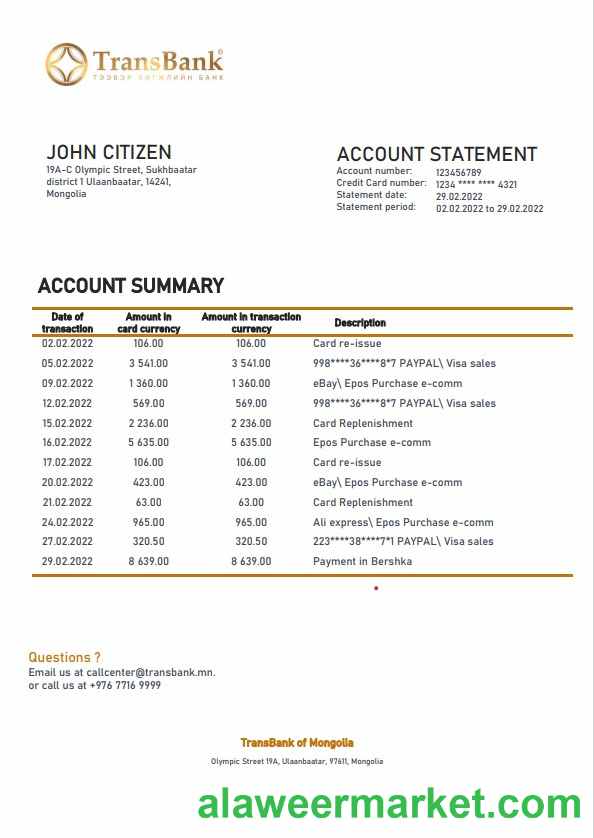 TransBank®
ТЭЭВЭР ХӨГЖЛИЙН БАНК
JOHN CITIZEN
19A-C Olympic Street, Sukhbaatar
district 1 Ulaanbaatar, 14241,
Mongolia
ACCOUNT STATEMENT
Account number: 123456789
Credit Card number: 1234 **** **** 4321
Statement date: 29.02.2022
Statement period: 02.02.2022 to 29.02.2022
ACCOUNT SUMMARY
Date of transaction Amount in card currency Amount in transaction currency Description
02.02.2022 106.00 106.00 Card re-issue
05.02.2022 3 541.00 3 541.00 998****36****8*7 PAYPAL\ Visa sales
09.02.2022 1 360.00 1 360.00 eBay\ Epos Purchase e-comm
12.02.2022 569.00 569.00 998****36****8*7 PAYPAL\ Visa sales
15.02.2022 2 236.00 2 236.00 Card Replenishment
16.02.2022 5 635.00 5 635.00 Epos Purchase e-comm
17.02.2022 106.00 106.00 Card re-issue
20.02.2022 423.00 423.00 eBay\ Epos Purchase e-comm
21.02.2022 63.00 63.00 Card Replenishment
24.02.2022 965.00 965.00 Ali express\ Epos Purchase e-comm
27.02.2022 320.50 320.50 223****38****7*1 PAYPAL\ Visa sales
29.02.2022 8 639.00 8 639.00 Payment in Bershka
Questions ?
Email us at callcenter@transbank.mn.
or call us at +976 7716 9999
TransBank of Mongolia
Olympic Street 19A, Ulaanbaatar, 97611, Mongolia
alaweermarket.com